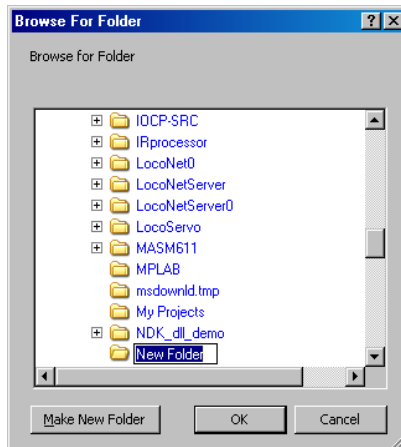 Browse For Folder
Browse for Folder
IOCP-SRC
IRprocessor
LocoNet0
LocoNetServer
LocoNetServer0
LocoServo
MASM611
MPLAB
msdownld.tmp
My Projects
NDK_dll_demo
New Folder
Make New Folder OK Cancel